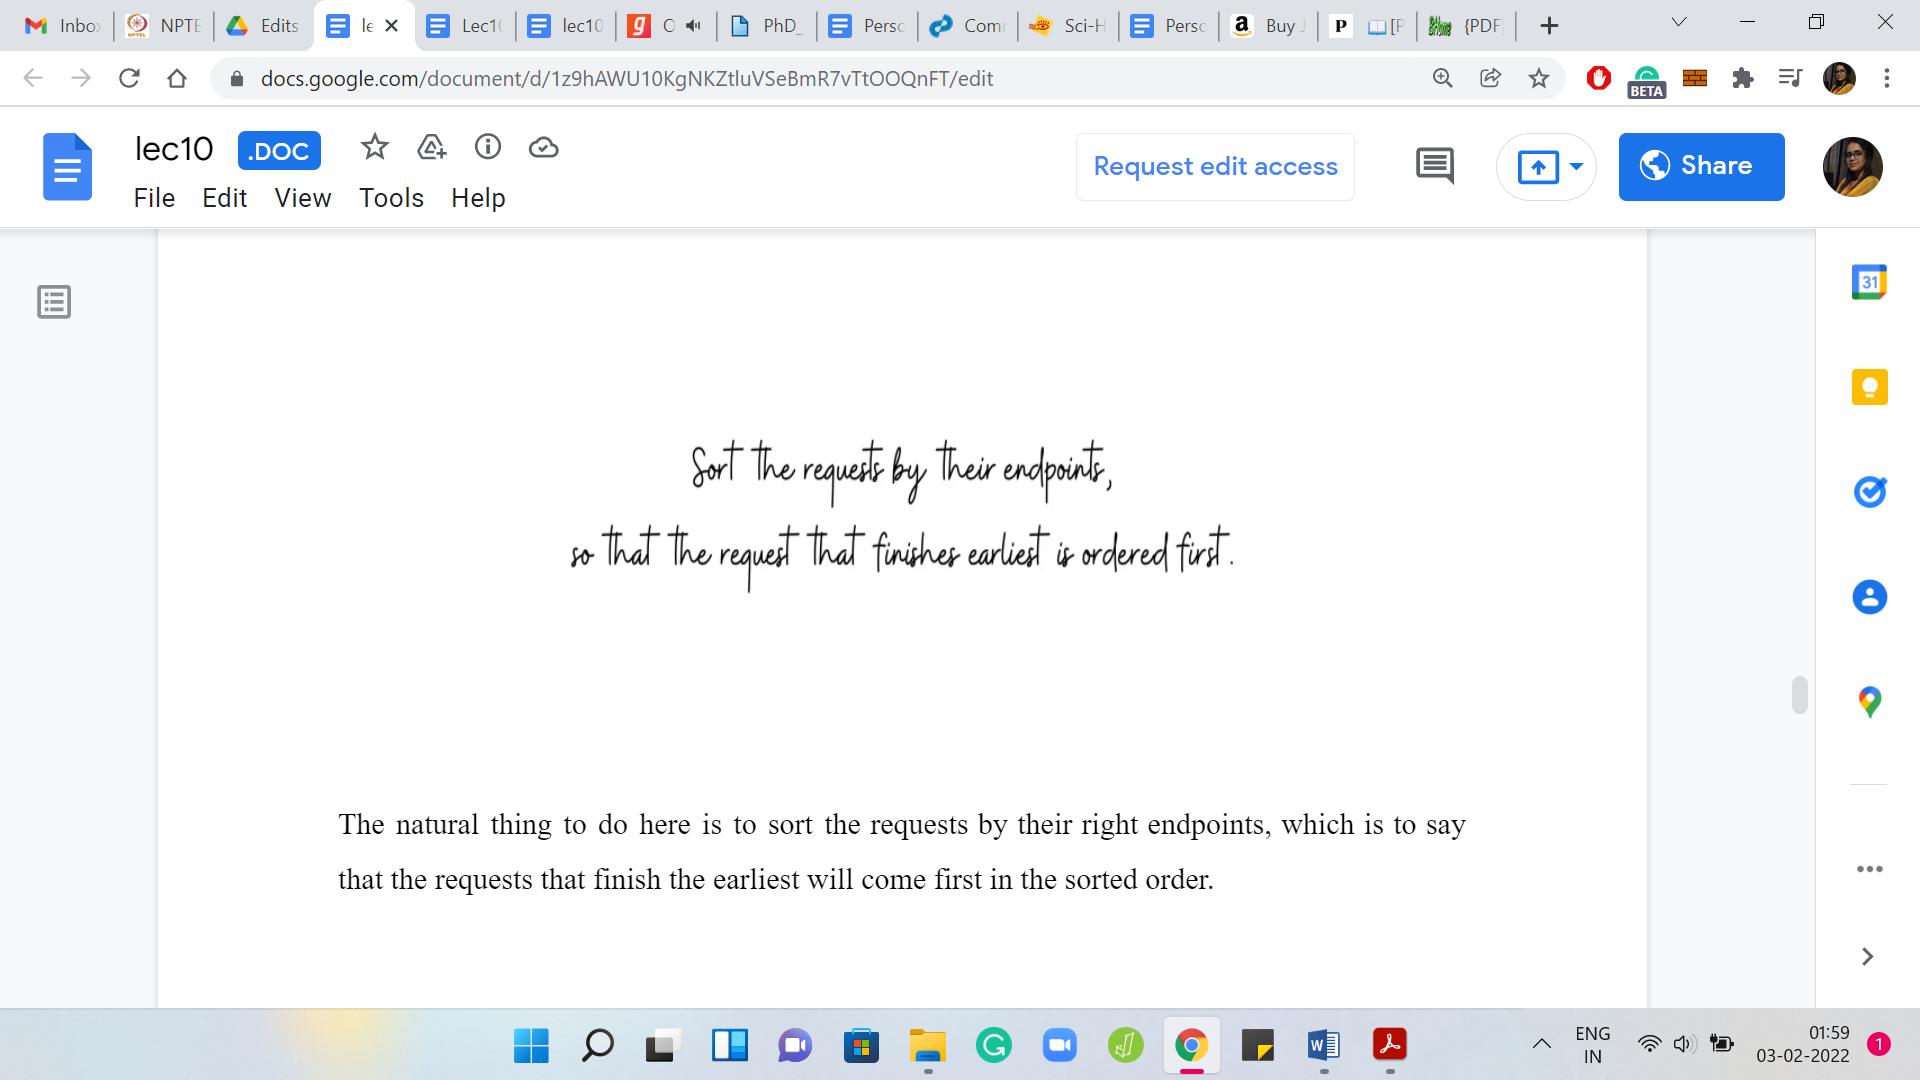 Inbo NPTE Edits le Lec1 lec10 O PhD_ Perso Com Sci-H Perso Buy J [P {PDF
docs.google.com/document/d/1z9hAWU10KgNKZtluVSeBmR7vTtOOQnFT/edit
BETA
lec10 .DOC
Request edit access
Share
File Edit View Tools Help
31
Sort the requests by their endpoints,
so that the request that finishes earliest is ordered first.
The natural thing to do here is to sort the requests by their right endpoints, which is to say
that the requests that finish the earliest will come first in the sorted order.
ENG
IN
01:59
03-02-2022
1